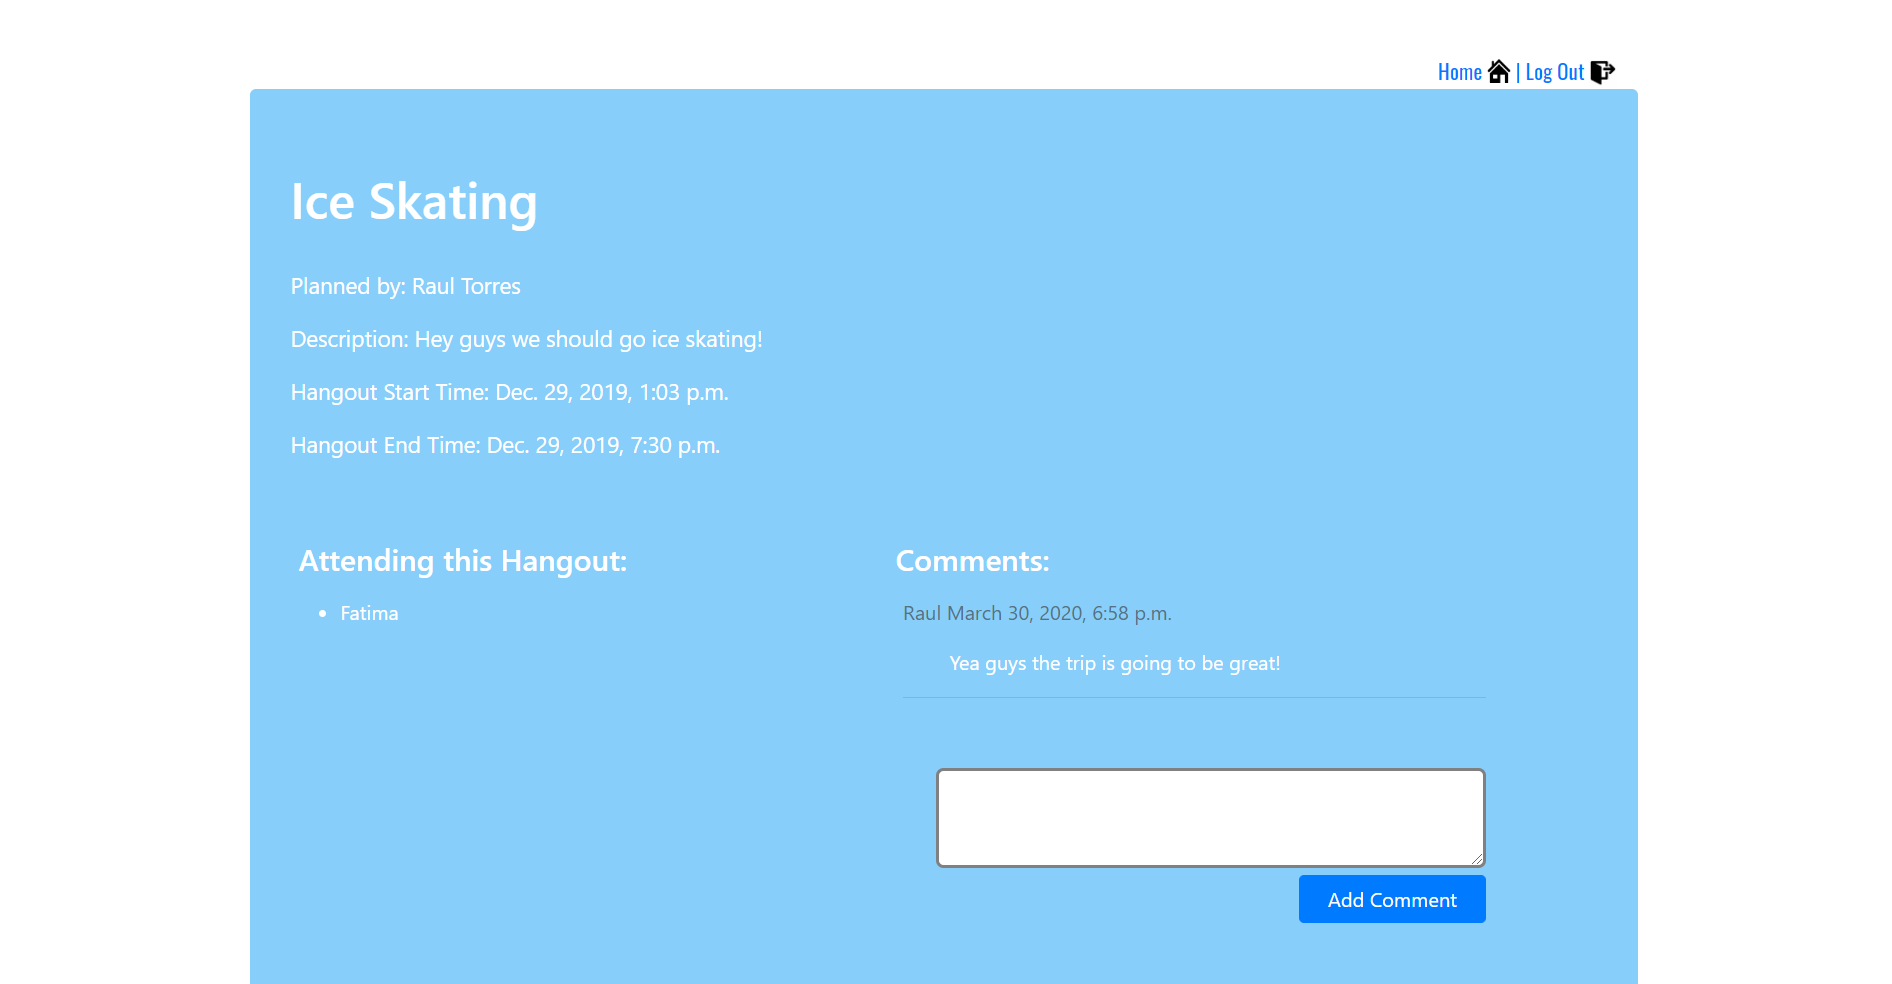 Home | Log Out
Ice Skating
Planned by: Raul Torres
Description: Hey guys we should go ice skating!
Hangout Start Time: Dec. 29, 2019, 1:03 p.m.
Hangout End Time: Dec. 29, 2019, 7:30 p.m.
Attending this Hangout:
• Fatima
Comments:
Raul March 30, 2020, 6:58 p.m.
Yea guys the trip is going to be great!
Add Comment